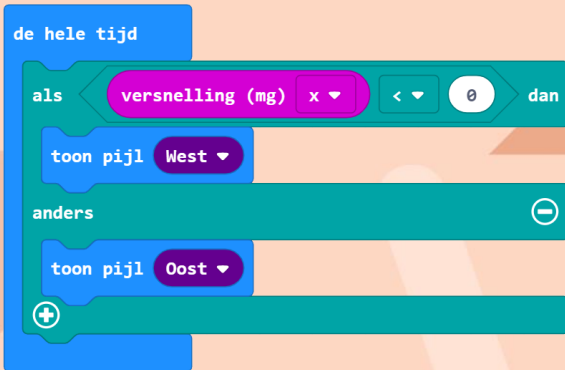 de hele tijd
als versnelling (mg) x < 0 dan
toon pijl West
anders
toon pijl Oost